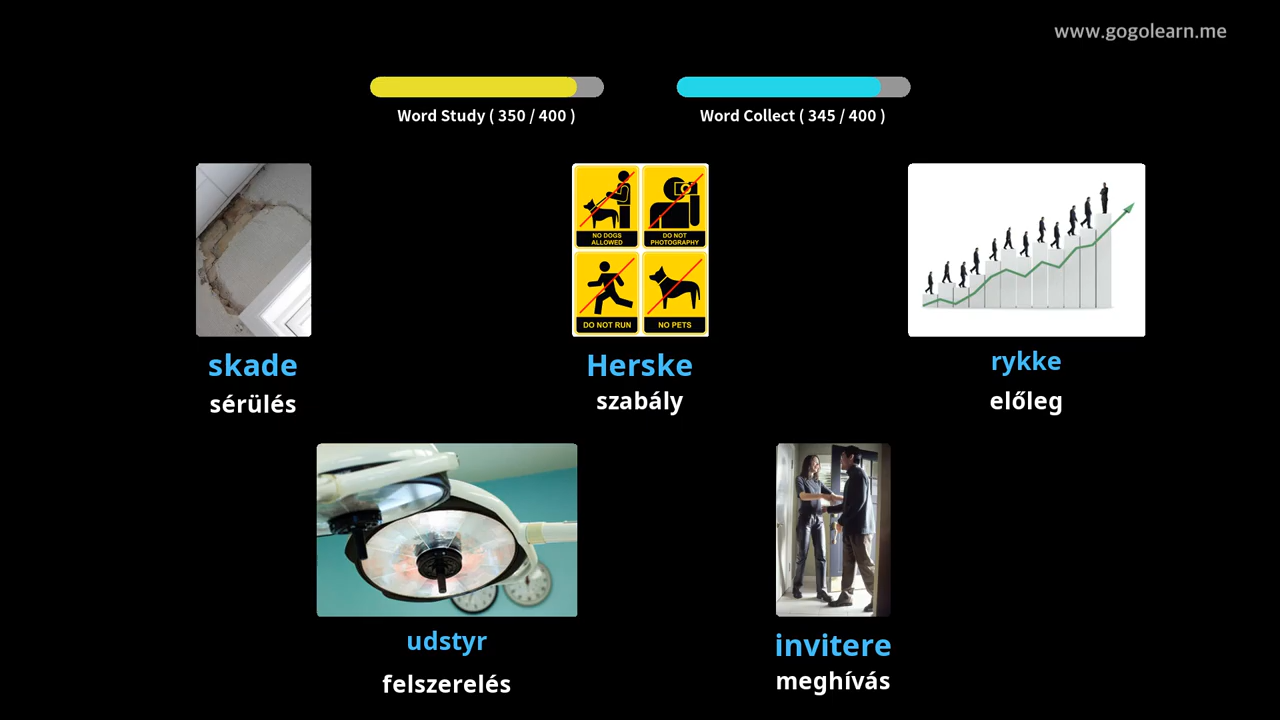 www.gogolearn.me
Word Study ( 350 / 400 )
Word Collect ( 345 / 400 )
NO DOGS
ALLOWED
DO NOT
PHOTOGRAPHY
DO NOT RUN
NO PETS
skade
sérülés
Herske
szabály
rykke
előleg
udstyr
felszerelés
invitere
meghívás